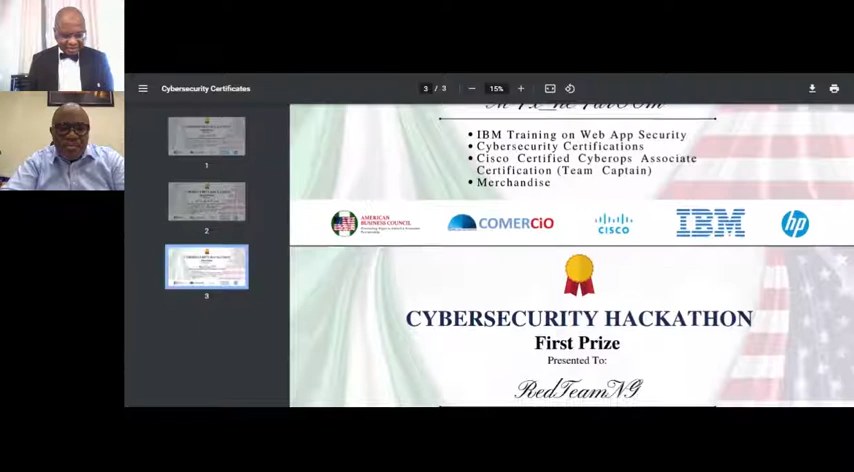 Cybersecurity Certificates
3 / 3
15%
1
2
3
• IBM Training on Web App Security
• Cybersecurity Certifications
• Cisco Certified Cyberops Associate
Certification (Team Captain)
• Merchandise
AMERICAN
BUSINESS COUNCIL
COMERCiO
CISCO
IBM
hp
CYBERSECURITY HACKATHON
First Prize
Presented To:
RedTeamNG